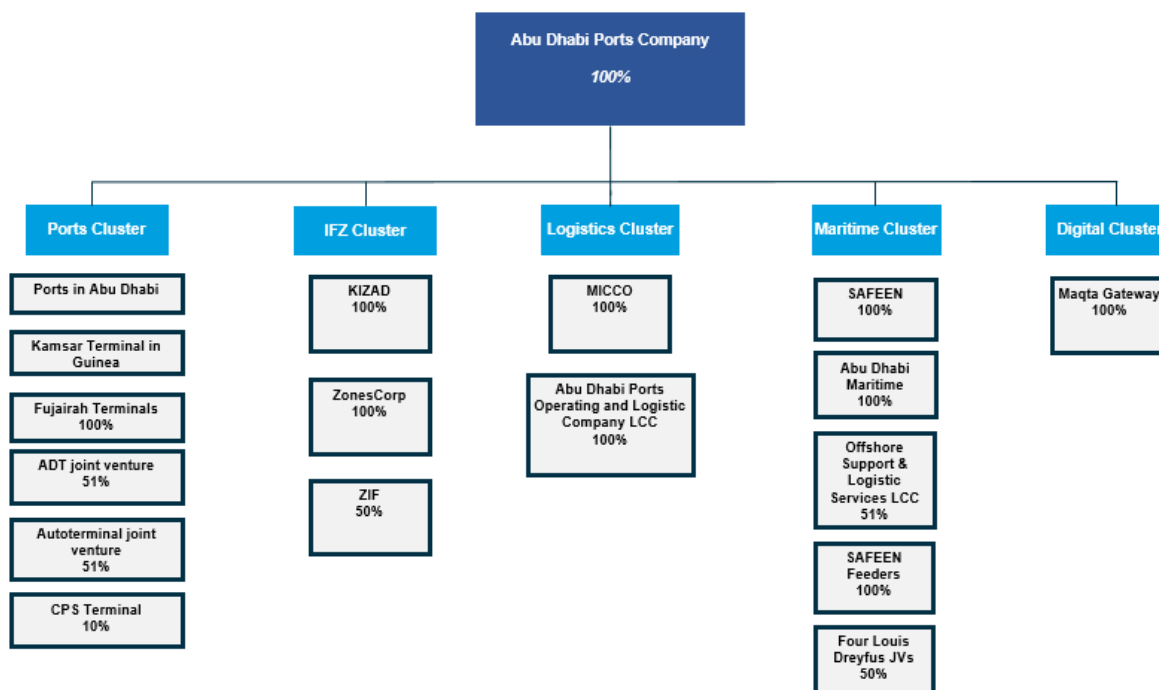 Abu Dhabi Ports Company
100%
Ports Cluster
IFZ Cluster
Logistics Cluster
Maritime Cluster
Digital Cluster
Ports in Abu Dhabi
Kamsar Terminal in
Guinea
Fujairah Terminals
100%
ADT joint venture
51%
Autoterminal joint
venture
51%
CPS Terminal
10%
KIZAD
100%
ZonesCorp
100%
ZIF
50%
MICCO
100%
Abu Dhabi Ports
Operating and Logistic
Company LCC
100%
SAFEEN
100%
Abu Dhabi
Maritime
100%
Offshore
Support &
Logistic
Services LCC
51%
SAFEEN
Feeders
100%
Four Louis
Dreyfus JVs
50%
Maqta Gateway
100%